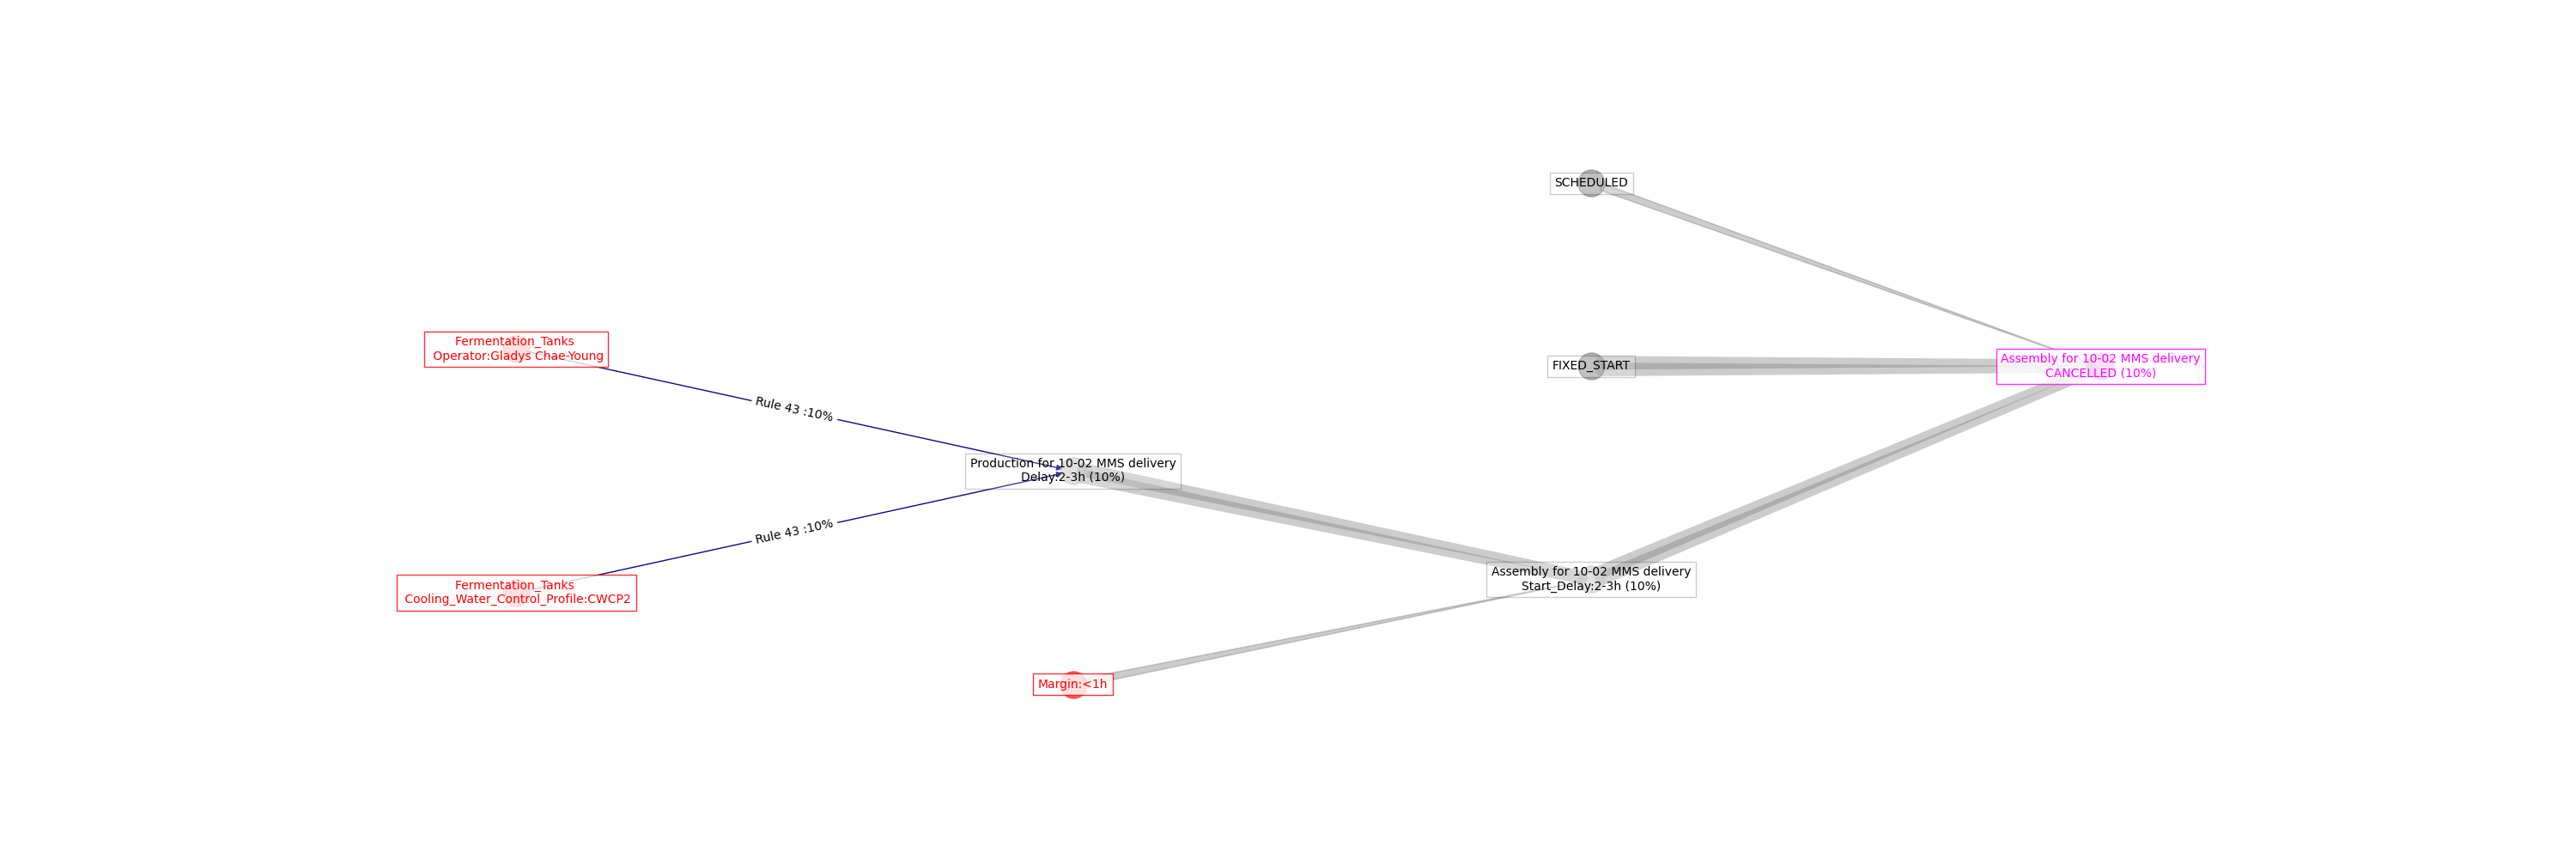 SCHEDULED
Fermentation_Tanks
Operator:Gladys Chae-Young
FIXED_START
Assembly for 10-02 MMS delivery
CANCELLED (10%)
Rule 43 :10%
Production for 10-02 MMS delivery
Delay:2-3h (10%)
Rule 43 :10%
Fermentation_Tanks
Cooling_Water_Control_Profile:CWCP2
Assembly for 10-02 MMS delivery
Start_Delay:2-3h (10%)
Margin:<1h